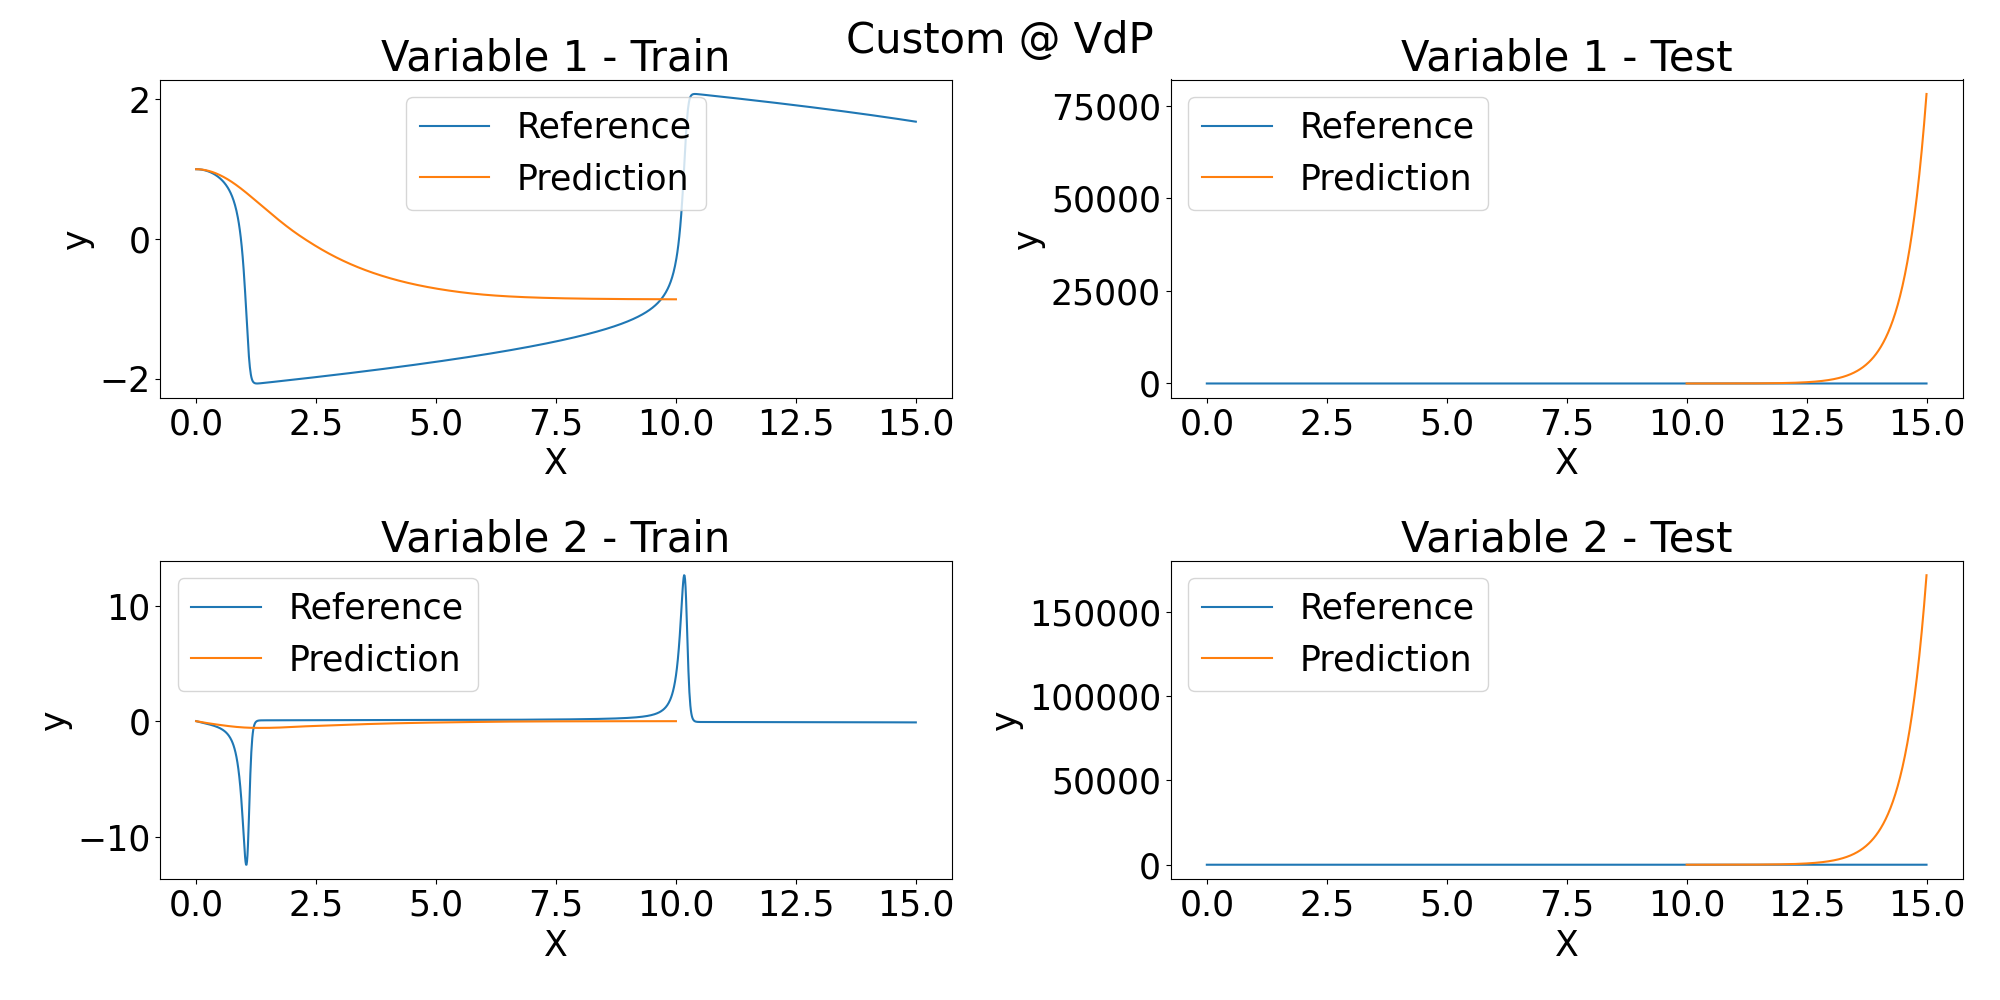 Custom @ VdP
Variable 1 - Train
2
0
−2
y
Reference
Prediction
0.0 2.5 5.0 7.5 10.0 12.5 15.0
X
Variable 1 - Test
75000
50000
25000
0
y
Reference
Prediction
0.0 2.5 5.0 7.5 10.0 12.5 15.0
X
Variable 2 - Train
10
0
−10
y
Reference
Prediction
0.0 2.5 5.0 7.5 10.0 12.5 15.0
X
Variable 2 - Test
150000
100000
50000
0
y
Reference
Prediction
0.0 2.5 5.0 7.5 10.0 12.5 15.0
X